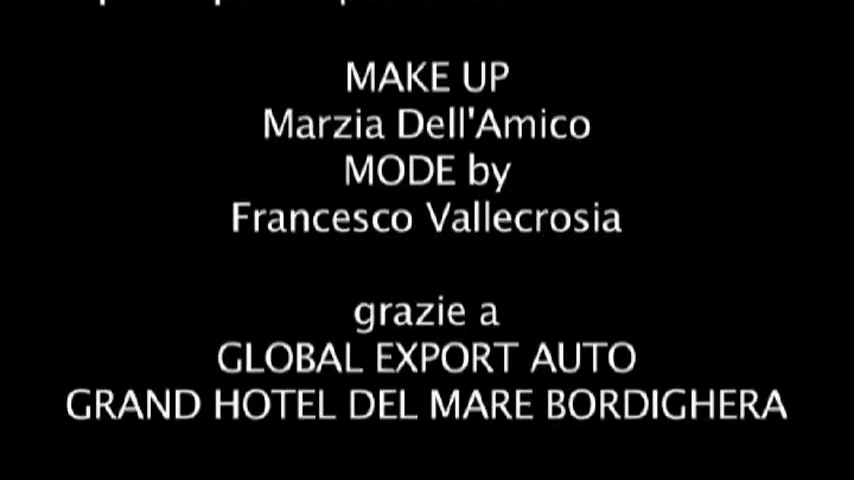 MAKE UP
Marzia Dell'Amico
MODE by
Francesco Vallecrosia
grazie a
GLOBAL EXPORT AUTO
GRAND HOTEL DEL MARE BORDIGHERA